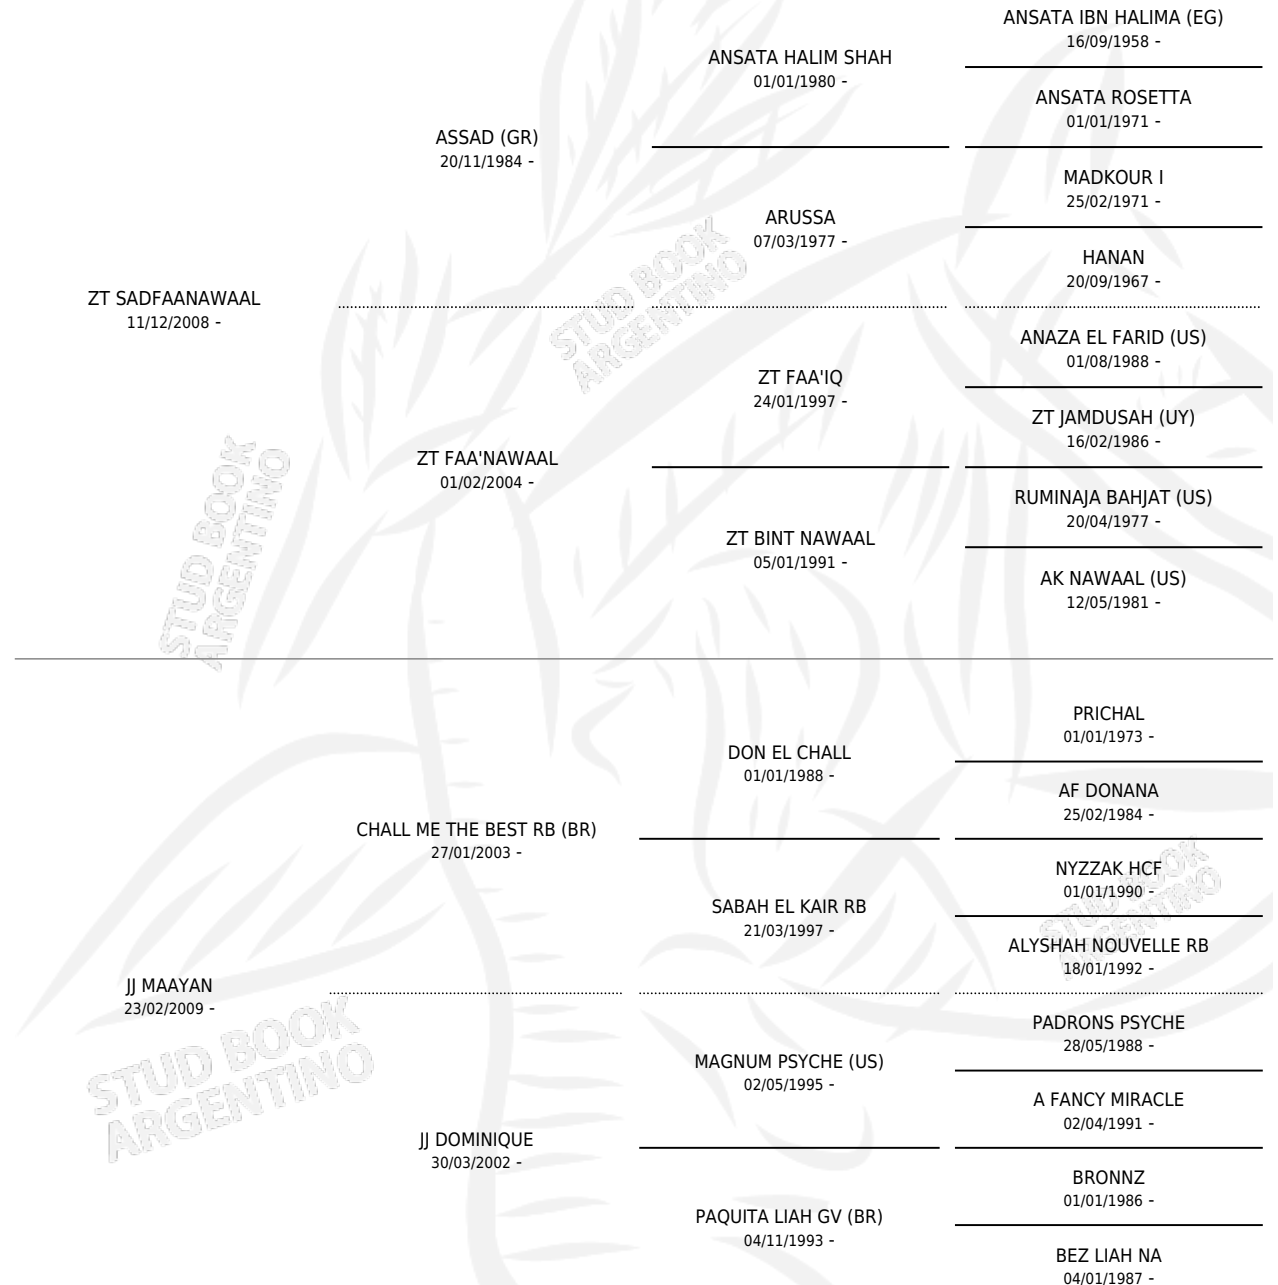 ANSATA IBN HALIMA (EG)
16/09/1958 -
ANSATA HALIM SHAH
01/01/1980 -
ANSATA ROSETTA
01/01/1971 -
ASSAD (GR)
20/11/1984 -
MADKOUR I
25/02/1971 -
ARUSSA
07/03/1977 -
HANAN
20/09/1967 -
ZT SADFAANAWAAL
11/12/2008 -
ANAZA EL FARID (US)
01/08/1988 -
ZT FAA'IQ
24/01/1997 -
ZT JAMDUSAH (UY)
16/02/1986 -
ZT FAA'NAWAAL
01/02/2004 -
RUMINAJA BAHJAT (US)
20/04/1977 -
ZT BINT NAWAAL
05/01/1991 -
AK NAWAAL (US)
12/05/1981 -
STUD BOOK
ARGENTINO
STUD BOOK
ARGENTINO
PRICHAL
01/01/1973 -
DON EL CHALL
01/01/1988 -
AF DONANA
25/02/1984 -
CHALL ME THE BEST RB (BR)
27/01/2003 -
NYZZAK HCF
01/01/1990 -
SABAH EL KAIR RB
21/03/1997 -
ALYSHAH NOUVELLE RB
18/01/1992 -
JJ MAAYAN
23/02/2009 -
PADRONS PSYCHE
28/05/1988 -
MAGNUM PSYCHE (US)
02/05/1995 -
A FANCY MIRACLE
02/04/1991 -
JJ DOMINIQUE
30/03/2002 -
BRONNZ
01/01/1986 -
PAQUITA LIAH GV (BR)
04/11/1993 -
BEZ LIAH NA
04/01/1987 -
STUD BOOK
ARGENTINO
STUD BOOK
ARGENTINO